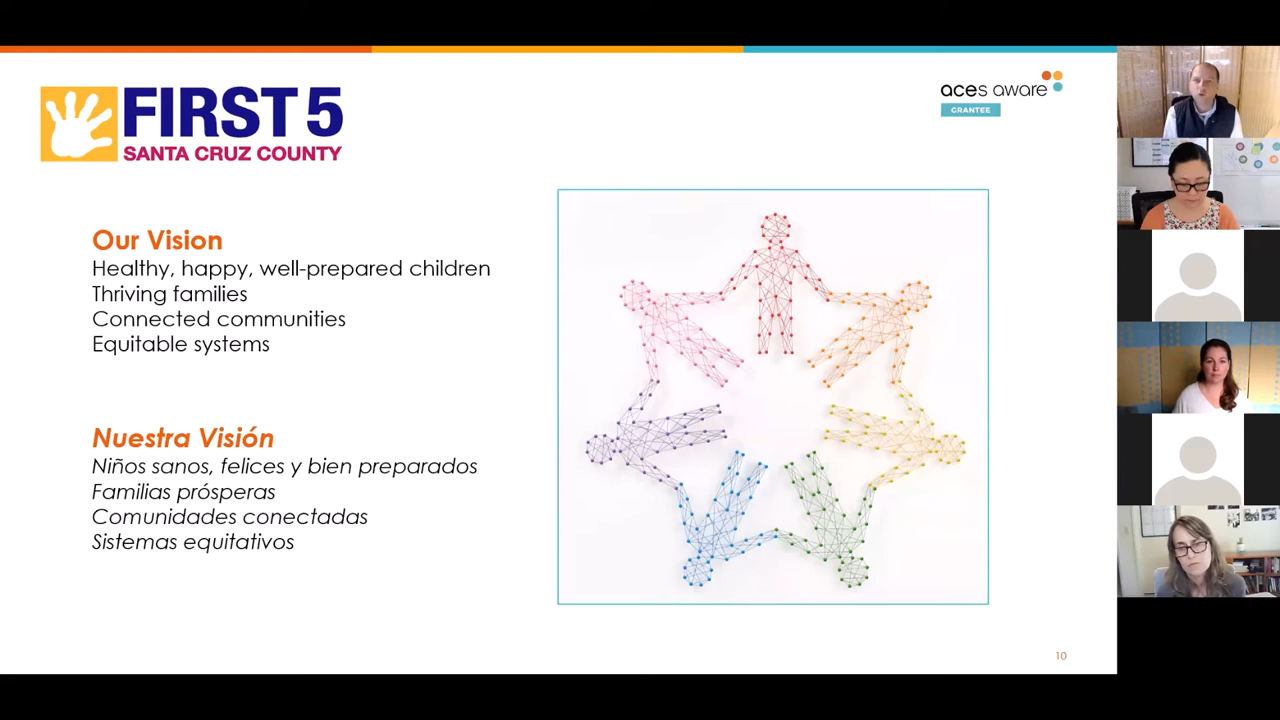 FIRST 5
SANTA CRUZ COUNTY
aces aware
GRANTEE
Our Vision
Healthy, happy, well-prepared children
Thriving families
Connected communities
Equitable systems
Nuestra Visión
Niños sanos, felices y bien preparados
Familias prósperas
Comunidades conectadas
Sistemas equitativos
10